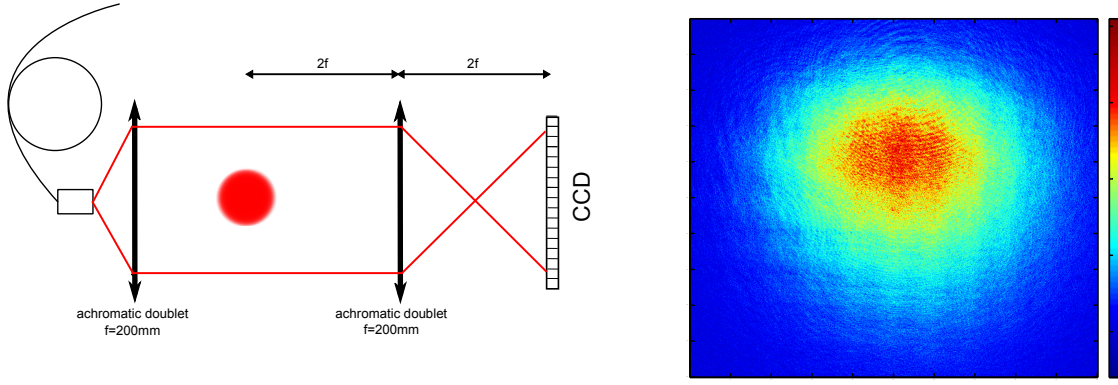 2f
2f
CCD
achromatic doublet
f=200mm
achromatic doublet
f=200mm